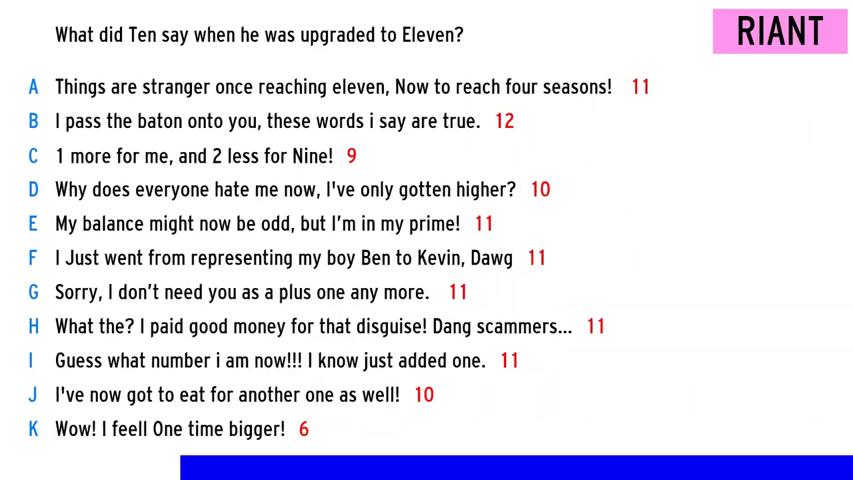 What did Ten say when he was upgraded to Eleven?
RIANT
A Things are stranger once reaching eleven, Now to reach four seasons! 11
B I pass the baton onto you, these words i say are true. 12
C 1 more for me, and 2 less for Nine! 9
D Why does everyone hate me now, I've only gotten higher? 10
E My balance might now be odd, but I'm in my prime! 11
F I Just went from representing my boy Ben to Kevin, Dawg 11
G Sorry, I don't need you as a plus one any more. 11
H What the? I paid good money for that disguise! Dang scammers... 11
I Guess what number i am now!!! I know just added one. 11
J I've now got to eat for another one as well! 10
K Wow! I feell One time bigger! 6